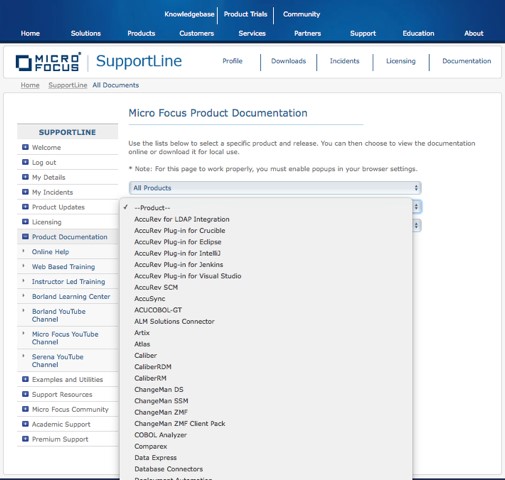 Knowledgebase Product Trials Community
Home Solutions Products Customers Services Partners Support Education About
MICRO FOCUS SupportLine Profile Downloads Incidents Licensing Documentation
Home SupportLine All Documents
SUPPORTLINE
Welcome
Log out
My Details
My Incidents
Product Updates
Licensing
Product Documentation
Online Help
Web Based Training
Instructor Led Training
Borland Learning Center
Borland YouTube
Channel
Micro Focus YouTube
Channel
Serena YouTube
Channel
Examples and Utilities
Support Resources
Micro Focus Community
Academic Support
Premium Support
Micro Focus Product Documentation
Use the lists below to select a specific product and release. You can then choose to view the documentation
online or download it for local use.
* Note: For this page to work properly, you must enable popups in your browser settings.
All Products
✓ --Product--
AccuRev for LDAP Integration
AccuRev Plug-in for Crucible
AccuRev Plug-in for Eclipse
AccuRev Plug-in for IntelliJ
AccuRev Plug-in for Jenkins
AccuRev Plug-in for Visual Studio
AccuRev SCM
AccuSync
ACUCOBOL-GT
ALM Solutions Connector
Artix
Atlas
Caliber
CaliberRDM
CaliberRM
ChangeMan DS
ChangeMan SSM
ChangeMan ZMF
ChangeMan ZMF Client Pack
COBOL Analyzer
Comparex
Data Express
Database Connectors
Deployment Automation